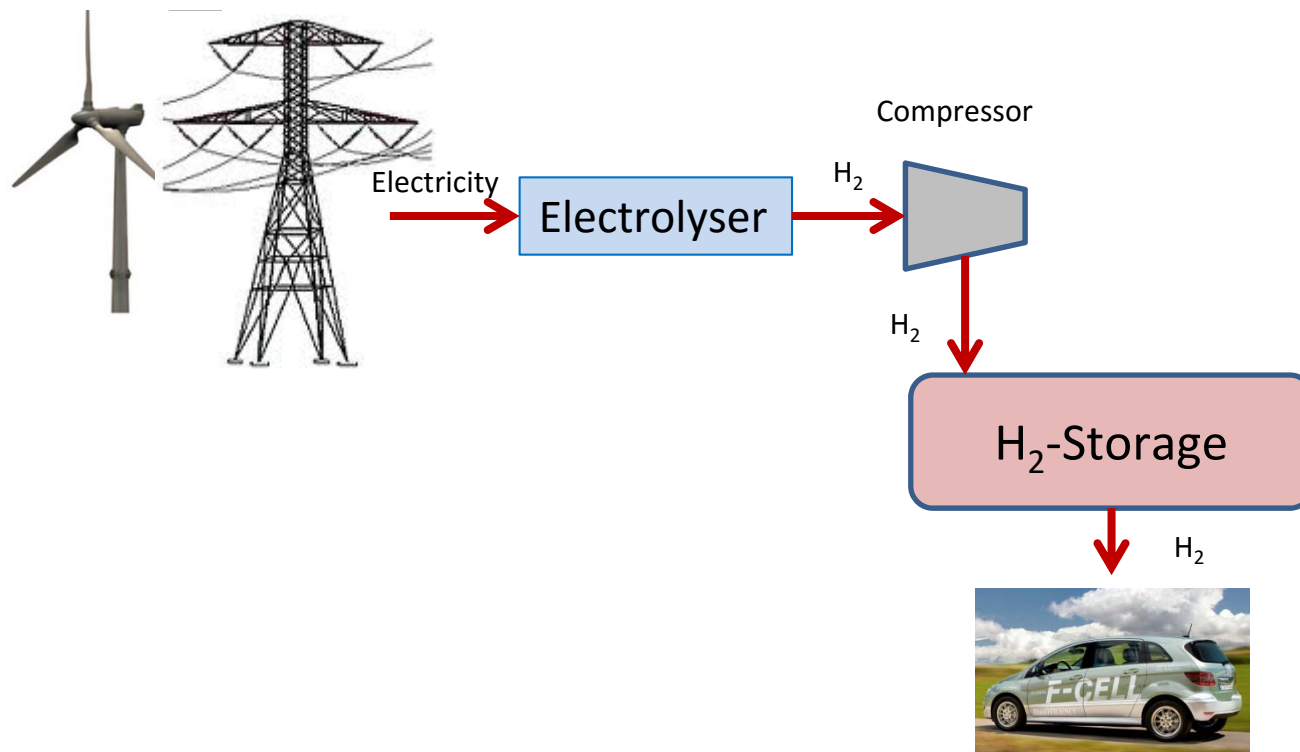 Compressor
Electricity
H₂
Electrolyser
H₂
H₂-Storage
H₂
F-CELL